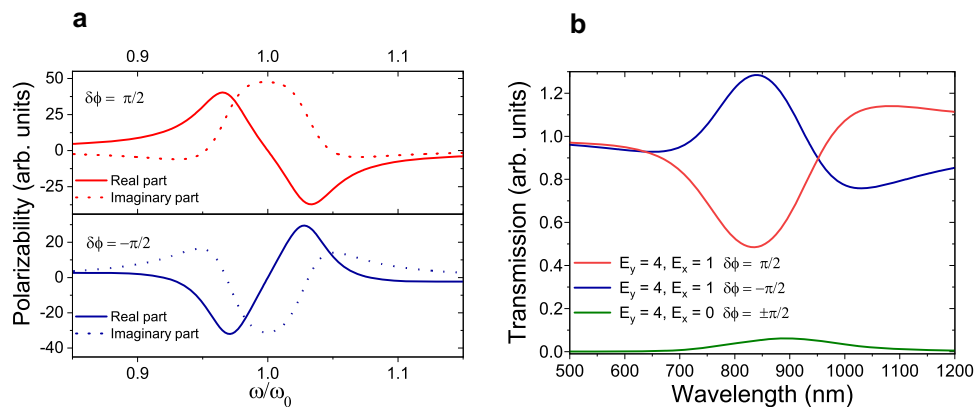 a
0.9 1.0 1.1
50
25
0
-25
δϕ = π/2
Real part
Imaginary part
Polarizability (arb. units)
40
20
0
-20
-40
δϕ = −π/2
Real part
Imaginary part
0.9 1.0 1.1
ω/ω0
b
Transmission (arb. units)
1.2
1.0
0.8
0.6
0.4
0.2
0.0
Ey = 4, Ex = 1 δϕ = π/2
Ey = 4, Ex = 1 δϕ = −π/2
Ey = 4, Ex = 0 δϕ = ±π/2
500 600 700 800 900 1000 1100 1200
Wavelength (nm)